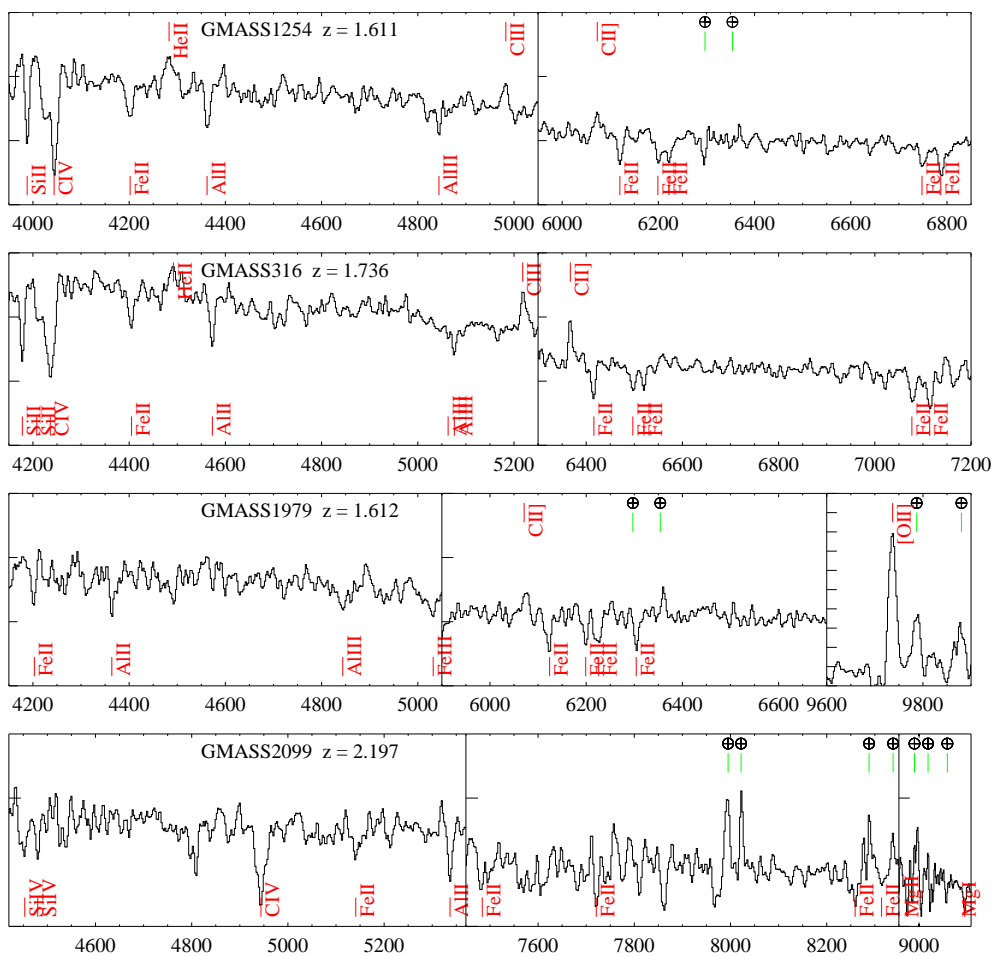 HeII CIII CII] ⊕ ⊕
GMASS1254 z = 1.611
SiII CIV FeII AlII AlIII FeII FeII FeII FeII FeII
4000 4200 4400 4600 4800 5000 6000 6200 6400 6600 6800
GMASS316 z = 1.736
HeII CIII CII]
SiII SiII CIV FeII AlII AlIII AlIII FeII FeII FeII FeII FeII
4200 4400 4600 4800 5000 5200 6400 6600 6800 7000 7200
GMASS1979 z = 1.612
CII] ⊕ ⊕ [OII] ⊕ ⊕
FeII AlII AlIII FeIII FeII FeII FeII FeII
4200 4400 4600 4800 5000 6000 6200 6400 6600 9600 9800
GMASS2099 z = 2.197
⊕ ⊕ ⊕ ⊕ ⊕ ⊕ ⊕
SiIV SiIV CIV FeII AlII FeII FeII FeII FeII MgII MgI
4600 4800 5000 5200 7600 7800 8000 8200 9000